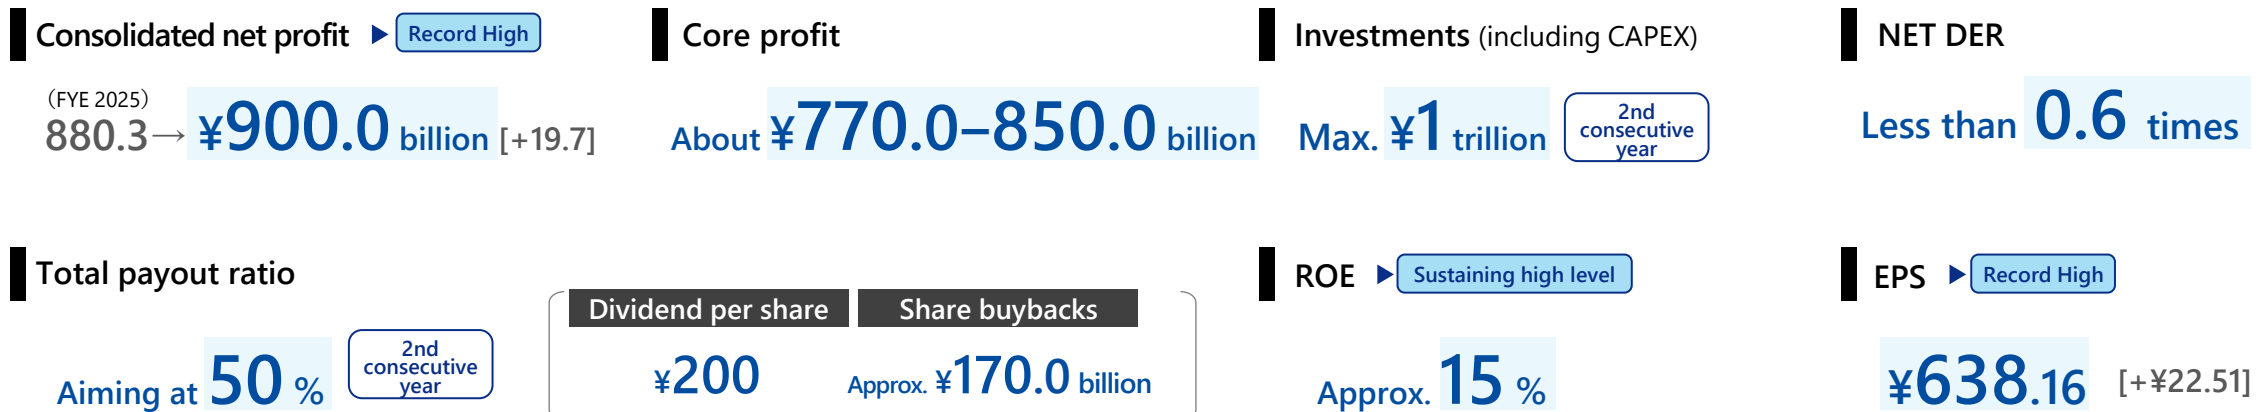 Consolidated net profit ▶ Record High
(FYE 2025)
880.3→ ¥900.0 billion [+19.7]
Core profit
About ¥770.0–850.0 billion
Investments (including CAPEX)
Max. ¥1 trillion
2nd
consecutive
year
NET DER
Less than 0.6 times
Total payout ratio
Aiming at 50 %
2nd
consecutive
year
Dividend per share
¥200
Share buybacks
Approx. ¥170.0 billion
ROE ▶ Sustaining high level
Approx. 15 %
EPS ▶ Record High
¥638.16 [+¥22.51]